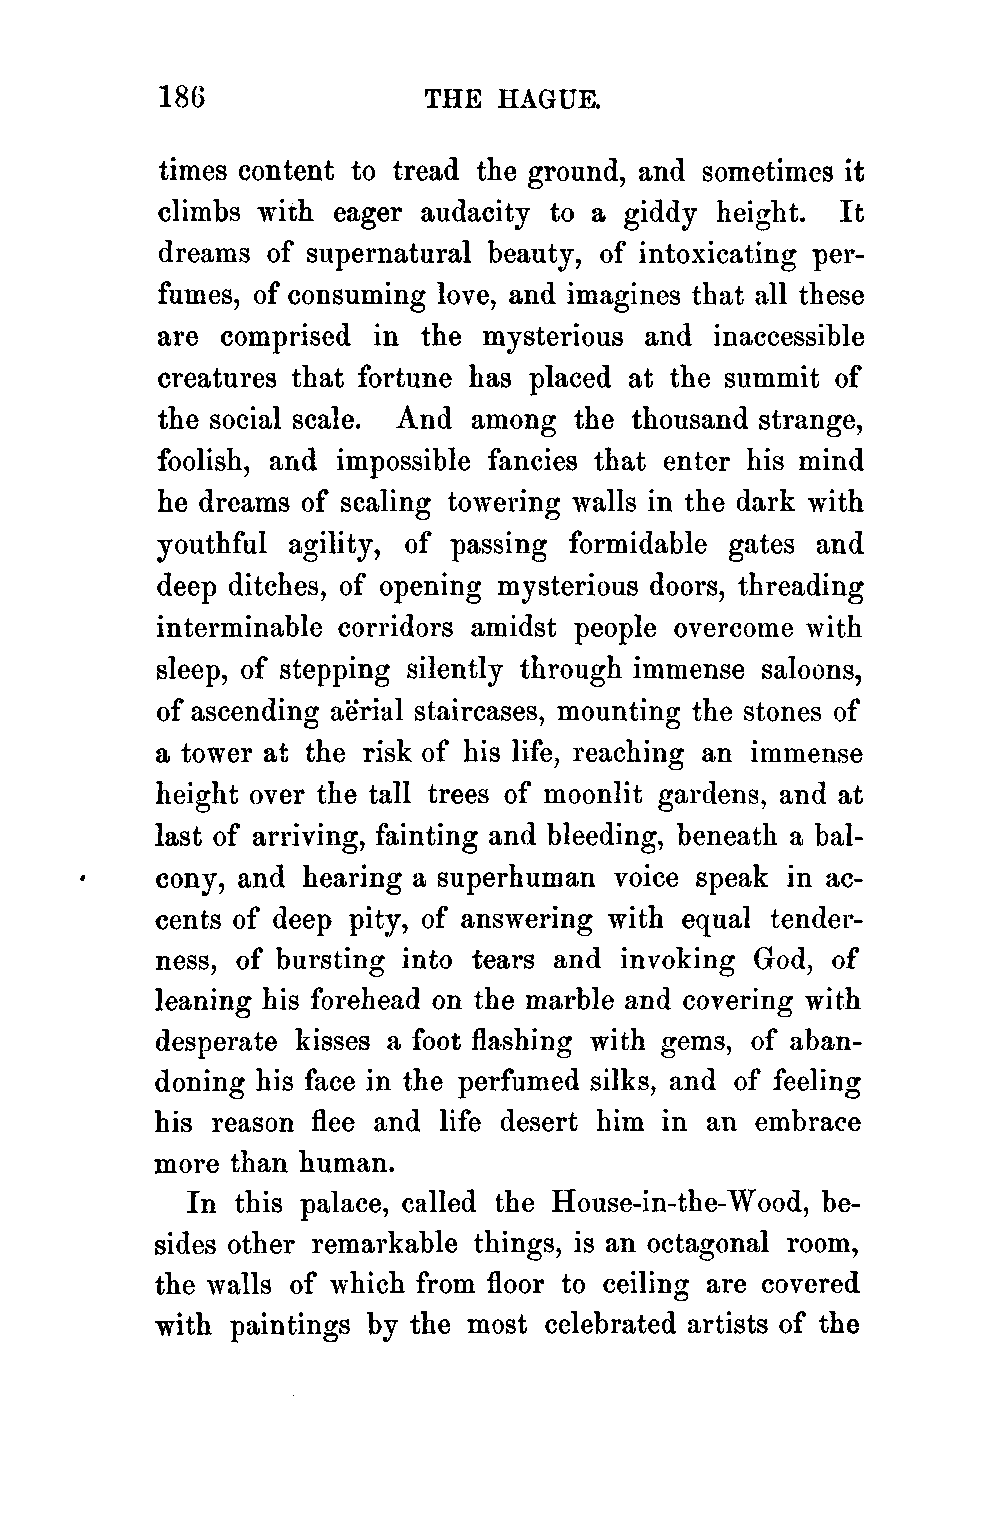 186 THE HAGUE.
times content to tread the ground, and sometimes it
climbs with eager audacity to a giddy height. It
dreams of supernatural beauty, of intoxicating per-
fumes, of consuming love, and imagines that all these
are comprised in the mysterious and inaccessible
creatures that fortune has placed at the summit of
the social scale. And among the thousand strange,
foolish, and impossible fancies that enter his mind
he dreams of scaling towering walls in the dark with
youthful agility, of passing formidable gates and
deep ditches, of opening mysterious doors, threading
interminable corridors amidst people overcome with
sleep, of stepping silently through immense saloons,
of ascending aërial staircases, mounting the stones of
a tower at the risk of his life, reaching an immense
height over the tall trees of moonlit gardens, and at
last of arriving, fainting and bleeding, beneath a bal-
cony, and hearing a superhuman voice speak in ac-
cents of deep pity, of answering with equal tender-
ness, of bursting into tears and invoking God, of
leaning his forehead on the marble and covering with
desperate kisses a foot flashing with gems, of aban-
doning his face in the perfumed silks, and of feeling
his reason flee and life desert him in an embrace
more than human.
In this palace, called the House-in-the-Wood, be-
sides other remarkable things, is an octagonal room,
the walls of which from floor to ceiling are covered
with paintings by the most celebrated artists of the